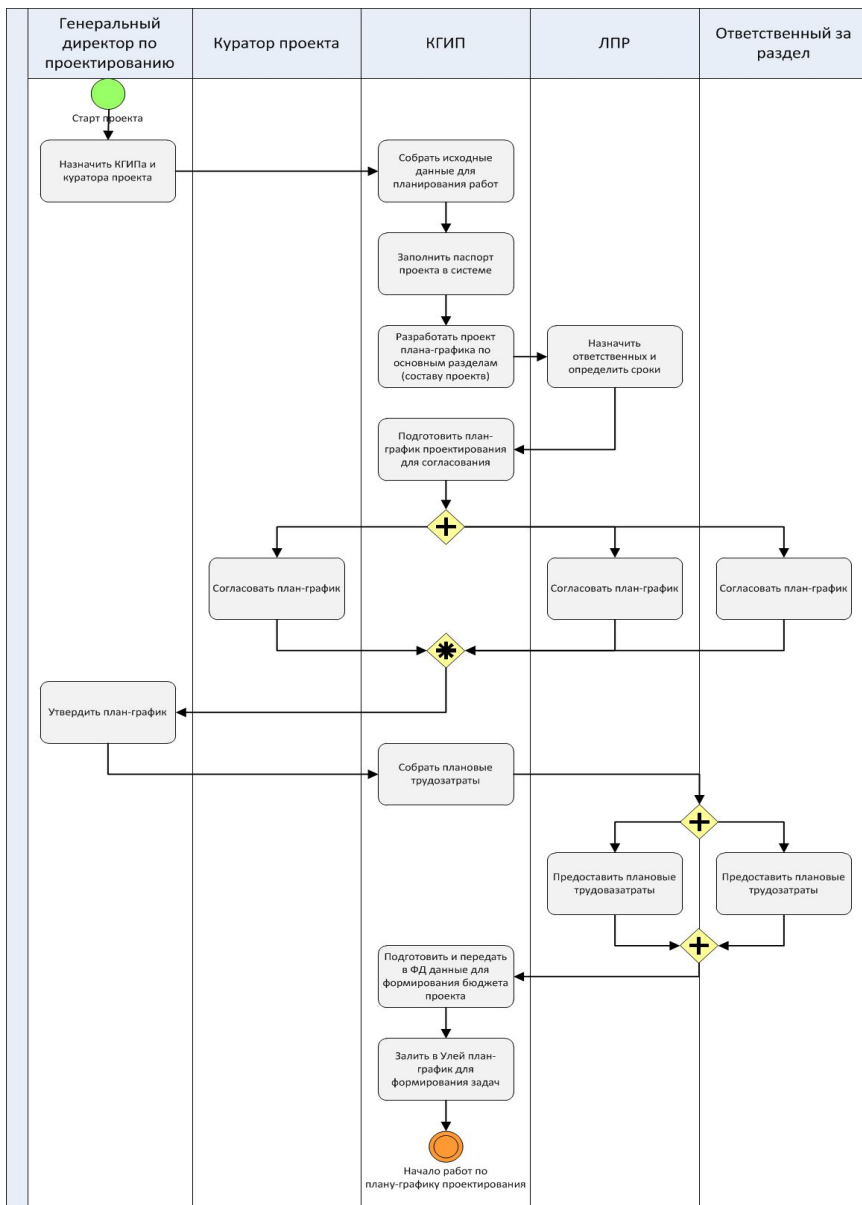 Генеральный
директор по
проектированию
Куратор проекта
КГИП
ЛПР
Ответственный за
раздел
Старт проекта
Назначить КГИПа и
куратора проекта
Собрать исходные
данные для
планирования работ
Заполнить паспорт
проекта в системе
Разработать проект
плана-графика по
основным разделам
(составу проектв)
Назначить
ответственных и
определить сроки
Подготовить план-
график проектирования
для согласования
Согласовать план-график
Согласовать план-график
Согласовать план-график
Утвердить план-график
Собрать плановые
трудозатраты
Предоставить плановые
трудовазатраты
Предоставить плановые
трудозатраты
Подготовить и передать
в ФД данные для
формирования бюджета
проекта
Залить в Улей план-
график для
формирования задач
Начало работ по
плану-графику проектирования